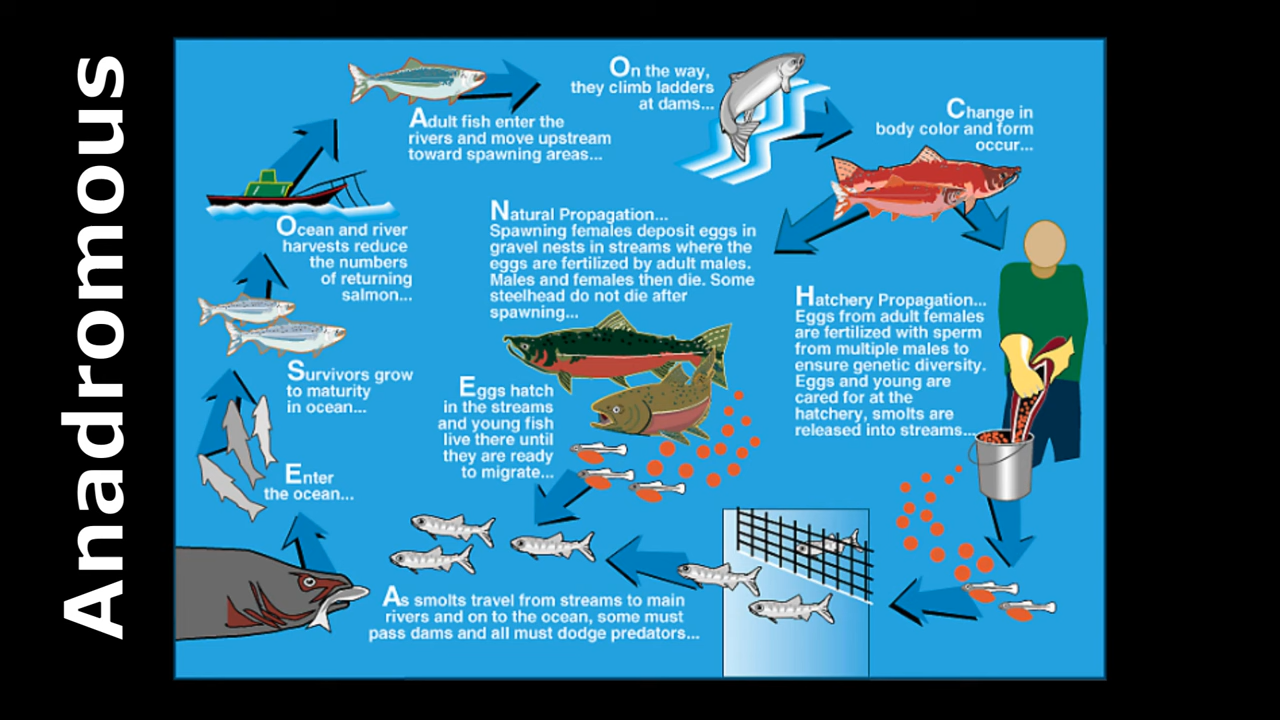 Anadromous
Adult fish enter the
rivers and move upstream
toward spawning areas...
On the way,
they climb ladders
at dams...
Change in
body color and form
occur...
Natural Propagation...
Spawning females deposit eggs in
gravel nests in streams where the
eggs are fertilized by adult males.
Males and females then die. Some
steelhead do not die after
spawning...
Hatchery Propagation...
Eggs from adult females
are fertilized with sperm
from multiple males to
ensure genetic diversity.
Eggs and young are
cared for at the
hatchery, smolts are
released into streams...
Eggs hatch
in the streams
and young fish
live there until
they are ready
to migrate...
As smolts travel from streams to main
rivers and on to the ocean, some must
pass dams and all must dodge predators...
Enter
the ocean...
Survivors grow
to maturity
in ocean...
Ocean and river
harvests reduce
the numbers
of returning
salmon...